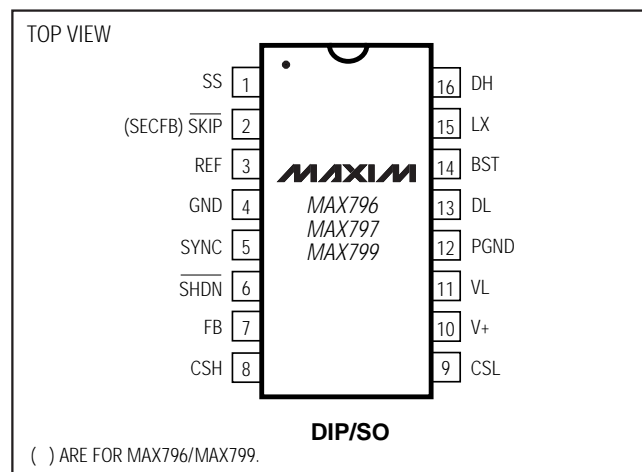 TOP VIEW
SS 1
(SECFB) SKIP 2
REF 3
GND 4
SYNC 5
SHDN 6
FB 7
CSH 8
MAXIM
MAX796
MAX797
MAX799
16 DH
15 LX
14 BST
13 DL
12 PGND
11 VL
10 V+
9 CSL
DIP/SO
( ) ARE FOR MAX796/MAX799.